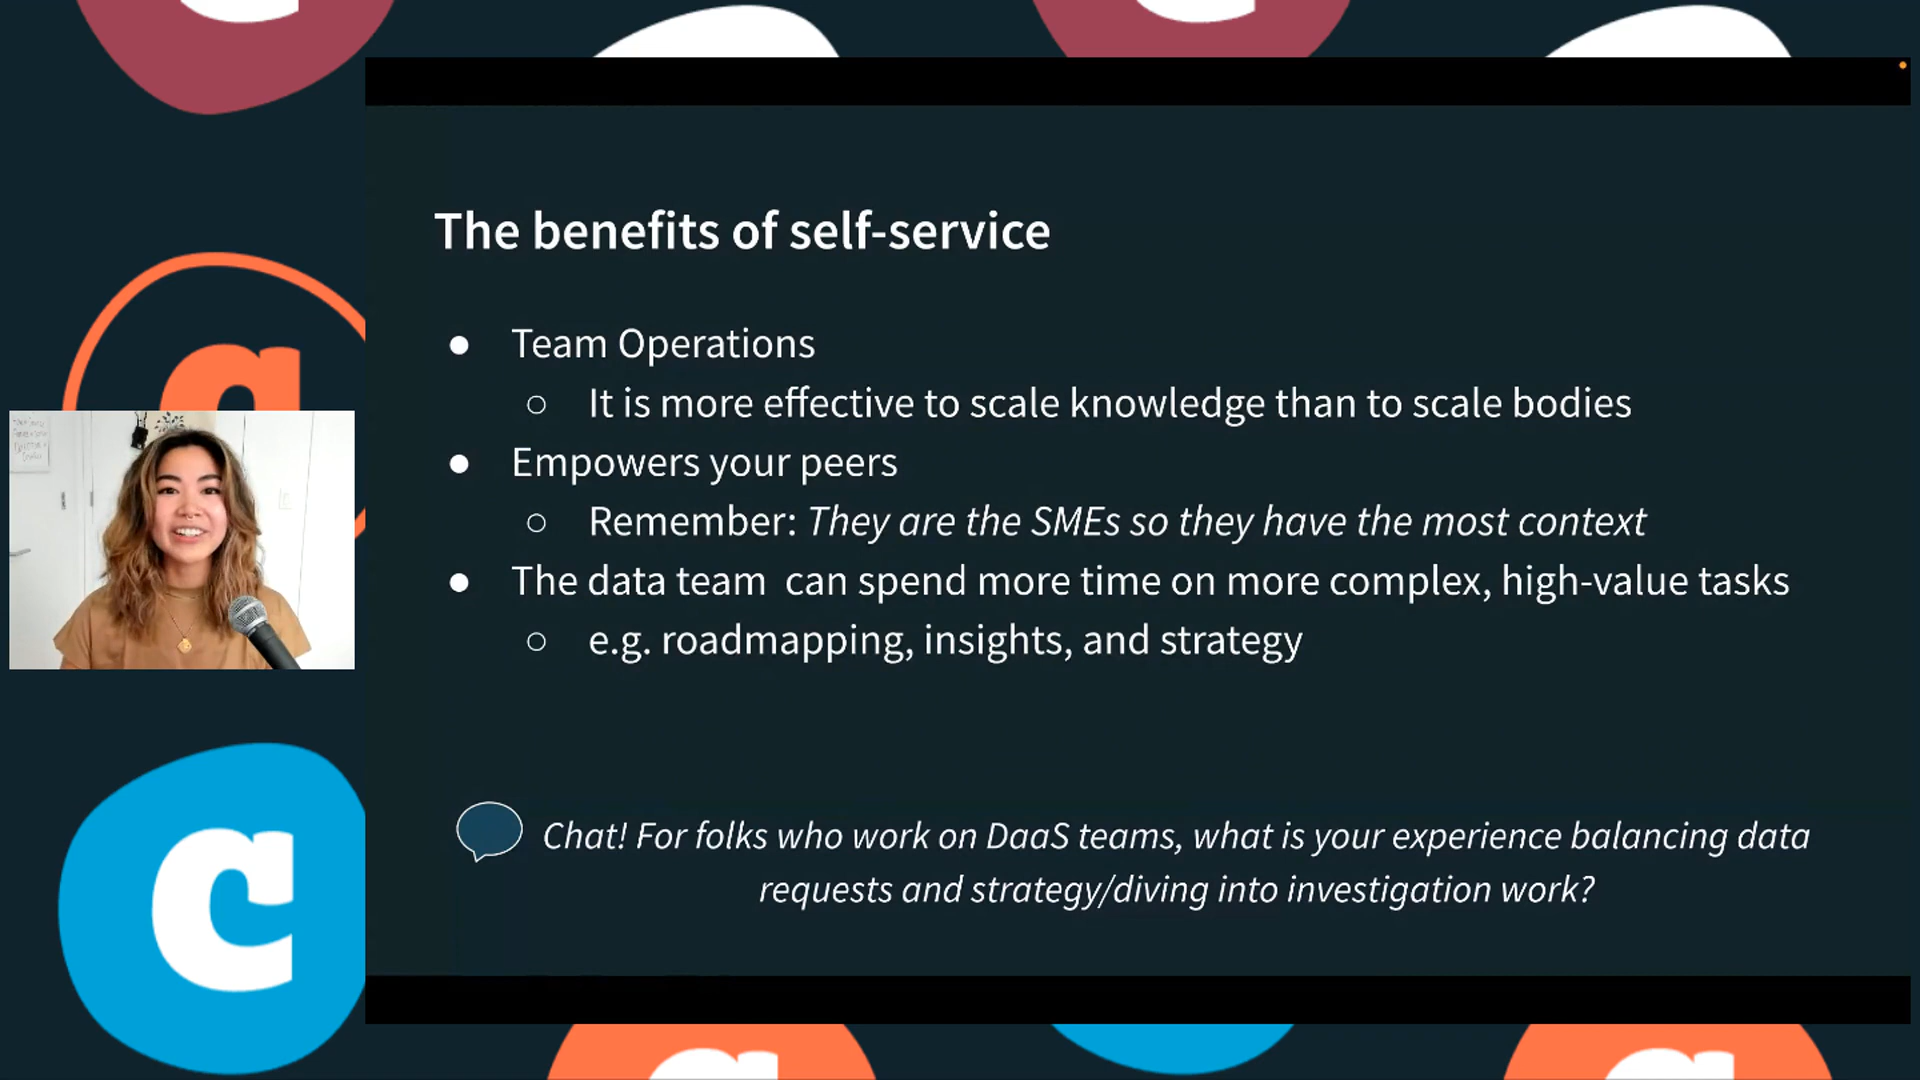 The benefits of self-service
● Team Operations
○ It is more effective to scale knowledge than to scale bodies
● Empowers your peers
○ Remember: They are the SMEs so they have the most context
● The data team  can spend more time on more complex, high-value tasks
○ e.g. roadmapping, insights, and strategy
Chat! For folks who work on DaaS teams, what is your experience balancing data
requests and strategy/diving into investigation work?